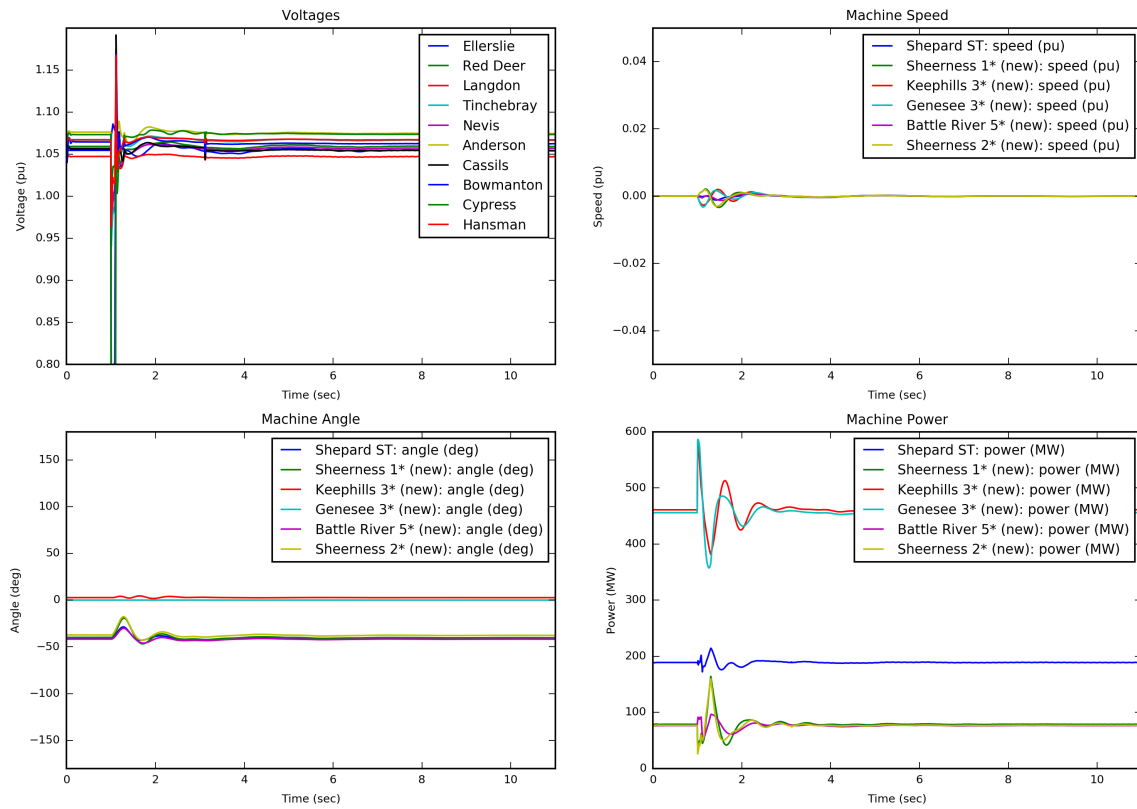 Voltages
1.15
1.10
1.05
1.00
0.95
0.90
0.85
0.80
Voltage (pu)
0
2
4
6
8
10
Time (sec)
Ellerslie
Red Deer
Langdon
Tinchebray
Nevis
Anderson
Cassils
Bowmanton
Cypress
Hansman
Machine Speed
0.04
0.02
0.00
−0.02
−0.04
Speed (pu)
0
2
4
6
8
10
Time (sec)
Shepard ST: speed (pu)
Sheerness 1* (new): speed (pu)
Keephills 3* (new): speed (pu)
Genesee 3* (new): speed (pu)
Battle River 5* (new): speed (pu)
Sheerness 2* (new): speed (pu)
Machine Angle
150
100
50
0
−50
−100
−150
Angle (deg)
0
2
4
6
8
10
Time (sec)
Shepard ST: angle (deg)
Sheerness 1* (new): angle (deg)
Keephills 3* (new): angle (deg)
Genesee 3* (new): angle (deg)
Battle River 5* (new): angle (deg)
Sheerness 2* (new): angle (deg)
Machine Power
600
500
400
300
200
100
0
Power (MW)
0
2
4
6
8
10
Time (sec)
Shepard ST: power (MW)
Sheerness 1* (new): power (MW)
Keephills 3* (new): power (MW)
Genesee 3* (new): power (MW)
Battle River 5* (new): power (MW)
Sheerness 2* (new): power (MW)